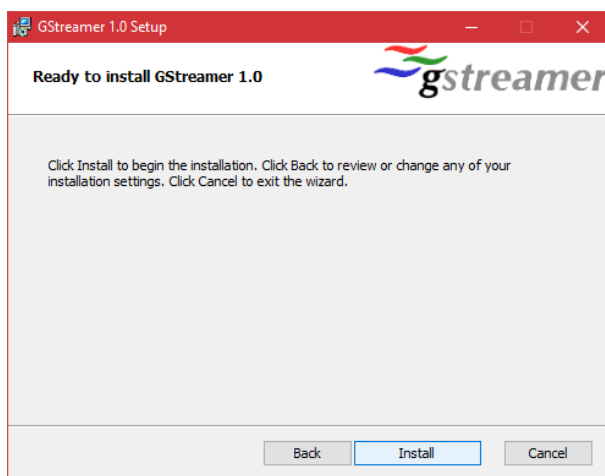 GStreamer 1.0 Setup
Ready to install GStreamer 1.0
gstreamer
Click Install to begin the installation. Click Back to review or change any of your
installation settings. Click Cancel to exit the wizard.
Back Install Cancel